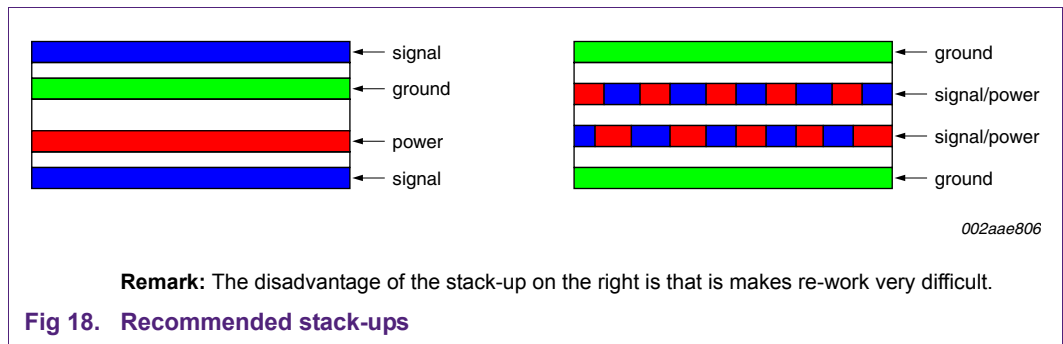 signal
ground
power
signal
ground
signal/power
signal/power
ground
002aae806
Remark: The disadvantage of the stack-up on the right is that is makes re-work very difficult.
Fig 18. Recommended stack-ups